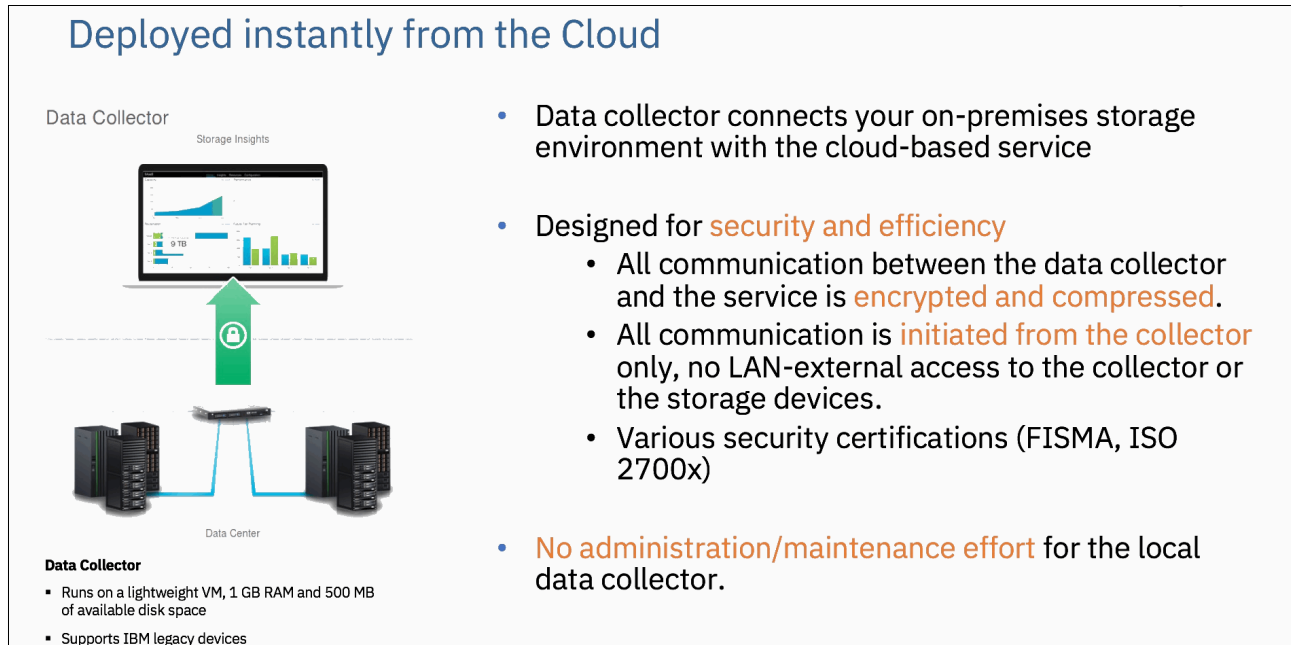 Deployed instantly from the Cloud
Data Collector
Storage Insights
9 TB
Data Center
Data Collector
▪ Runs on a lightweight VM, 1 GB RAM and 500 MB
of available disk space
▪ Supports IBM legacy devices
• Data collector connects your on-premises storage
environment with the cloud-based service
• Designed for security and efficiency
• All communication between the data collector
and the service is encrypted and compressed.
• All communication is initiated from the collector
only, no LAN-external access to the collector or
the storage devices.
• Various security certifications (FISMA, ISO
2700x)
• No administration/maintenance effort for the local
data collector.